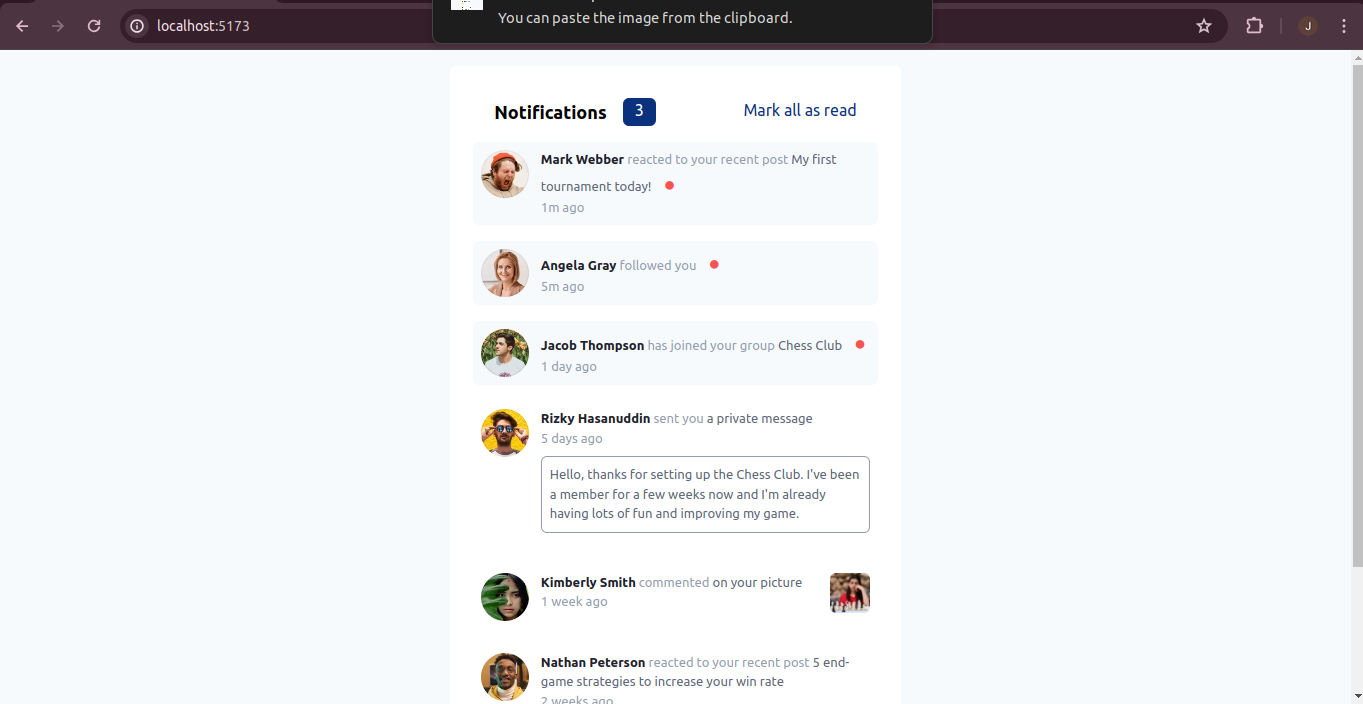 You can paste the image from the clipboard.
localhost:5173
J
Notifications 3 Mark all as read
Mark Webber reacted to your recent post My first
tournament today!
1m ago
Angela Gray followed you
5m ago
Jacob Thompson has joined your group Chess Club
1 day ago
Rizky Hasanuddin sent you a private message
5 days ago
Hello, thanks for setting up the Chess Club. I've been
a member for a few weeks now and I'm already
having lots of fun and improving my game.
Kimberly Smith commented on your picture
1 week ago
Nathan Peterson reacted to your recent post 5 end-
game strategies to increase your win rate
2 weeks ago